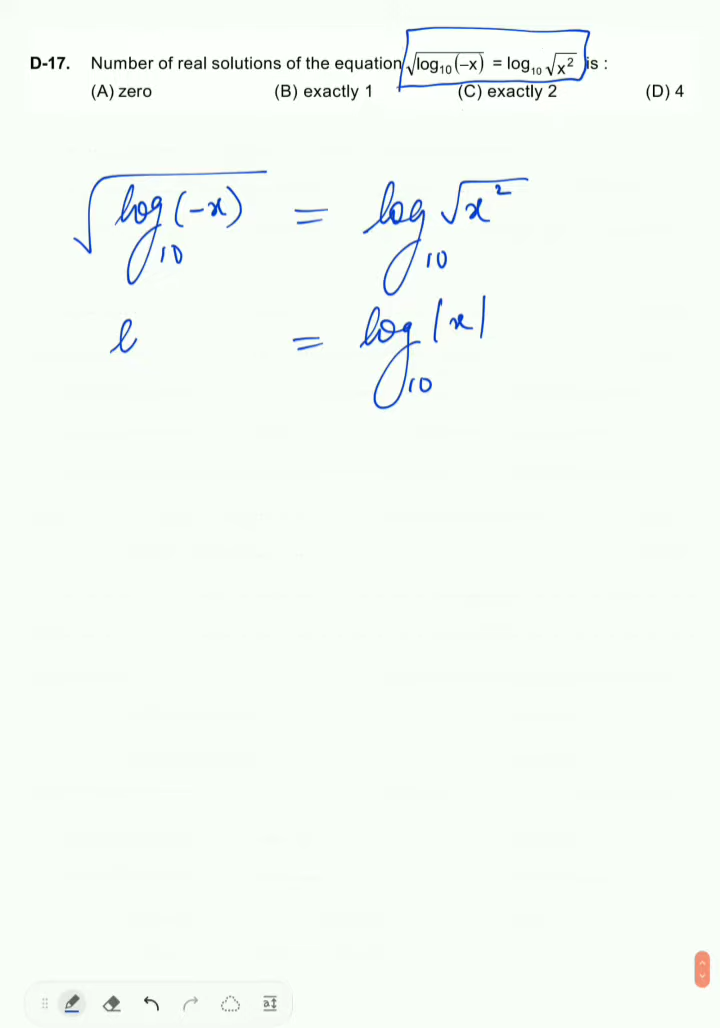 D-17. Number of real solutions of the equation √log₁₀(−x) = log₁₀ √x² is :
(A) zero (B) exactly 1 (C) exactly 2 (D) 4
√log₁₀(−x) = log₁₀ √x²
l = log₁₀ |x|